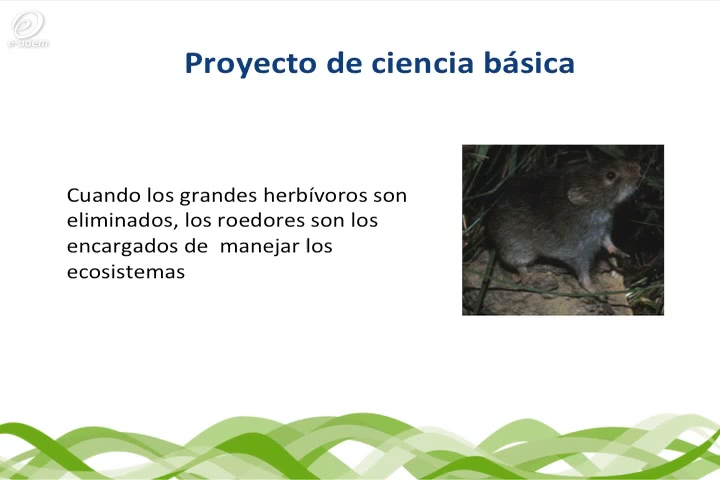 Proyecto de ciencia básica
Cuando los grandes herbívoros son
eliminados, los roedores son los
encargados de  manejar los
ecosistemas